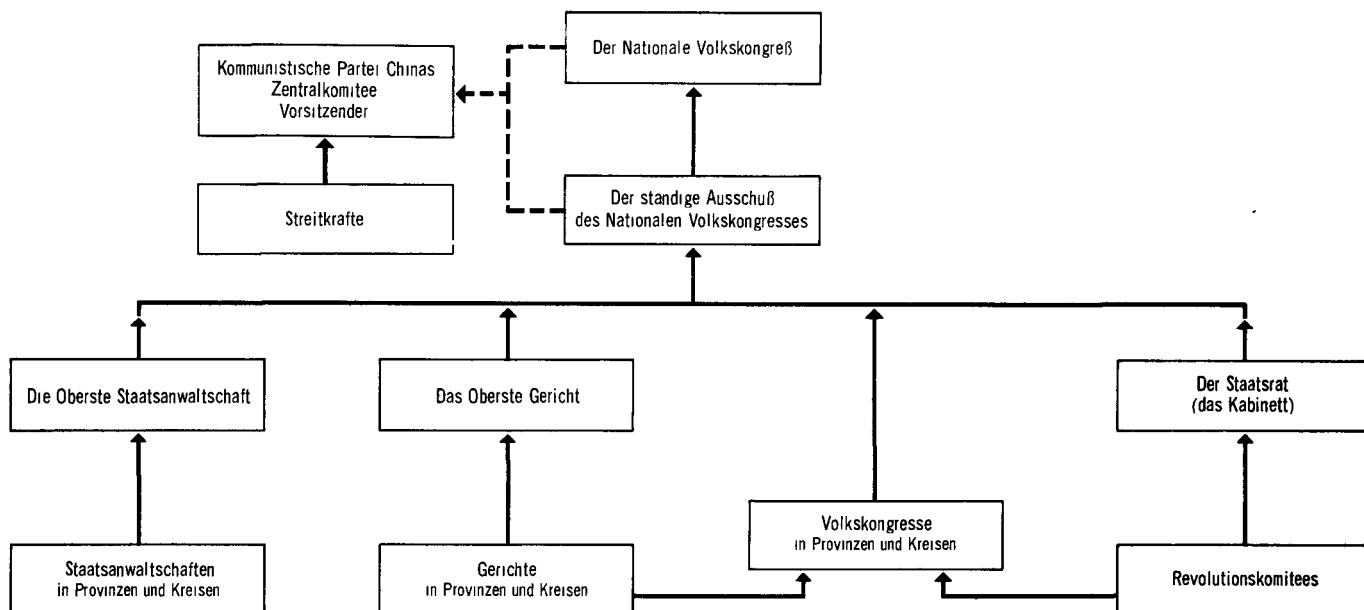 Der Nationale Volkskongreß
Kommunistische Partei Chinas
Zentralkomitee
Vorsitzender
Der standige Ausschuß
des Nationalen Volkskongresses
Streitkrafte
Die Oberste Staatsanwaltschaft
Das Oberste Gericht
Der Staatsrat
(das Kabinett)
Volkskongresse
in Provinzen und Kreisen
Staatsanwaltschaften
in Provinzen und Kreisen
Gerichte
in Provinzen und Kreisen
Revolutionskomitees